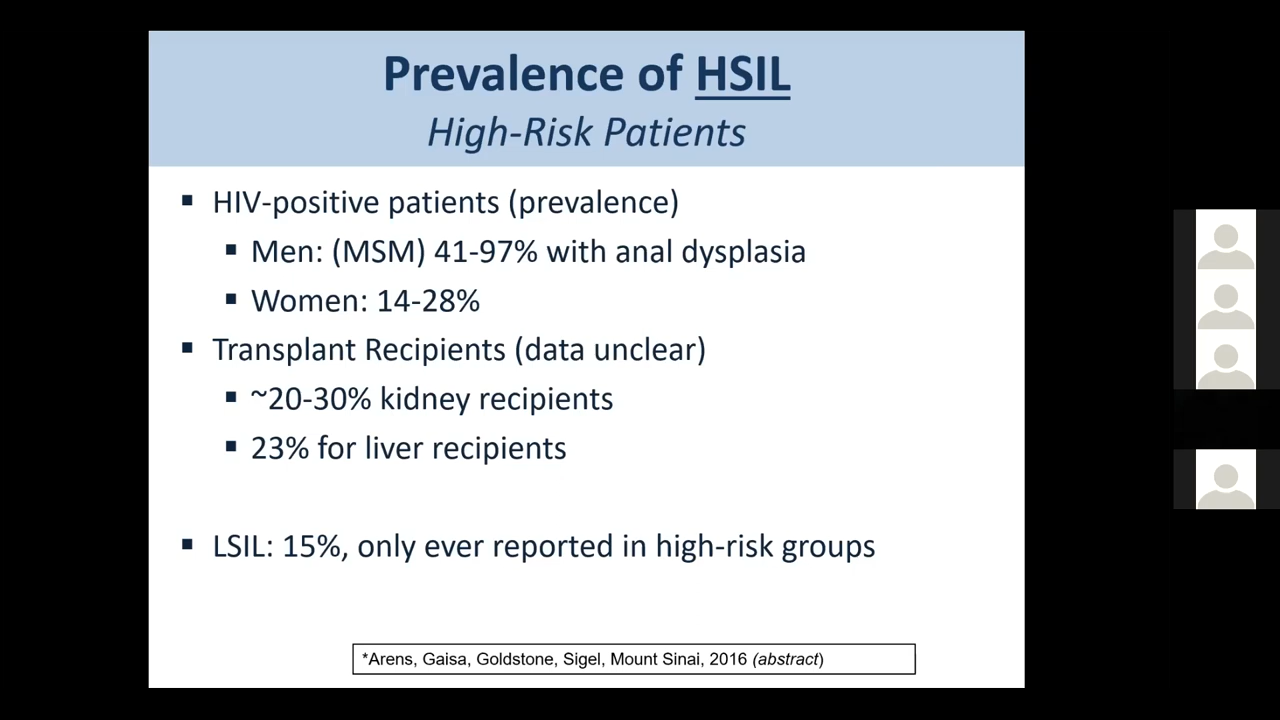 Prevalence of HSIL
High-Risk Patients
▪ HIV-positive patients (prevalence)
▪ Men: (MSM) 41-97% with anal dysplasia
▪ Women: 14-28%
▪ Transplant Recipients (data unclear)
▪ ~20-30% kidney recipients
▪ 23% for liver recipients
▪ LSIL: 15%, only ever reported in high-risk groups
*Arens, Gaisa, Goldstone, Sigel, Mount Sinai, 2016 (abstract)